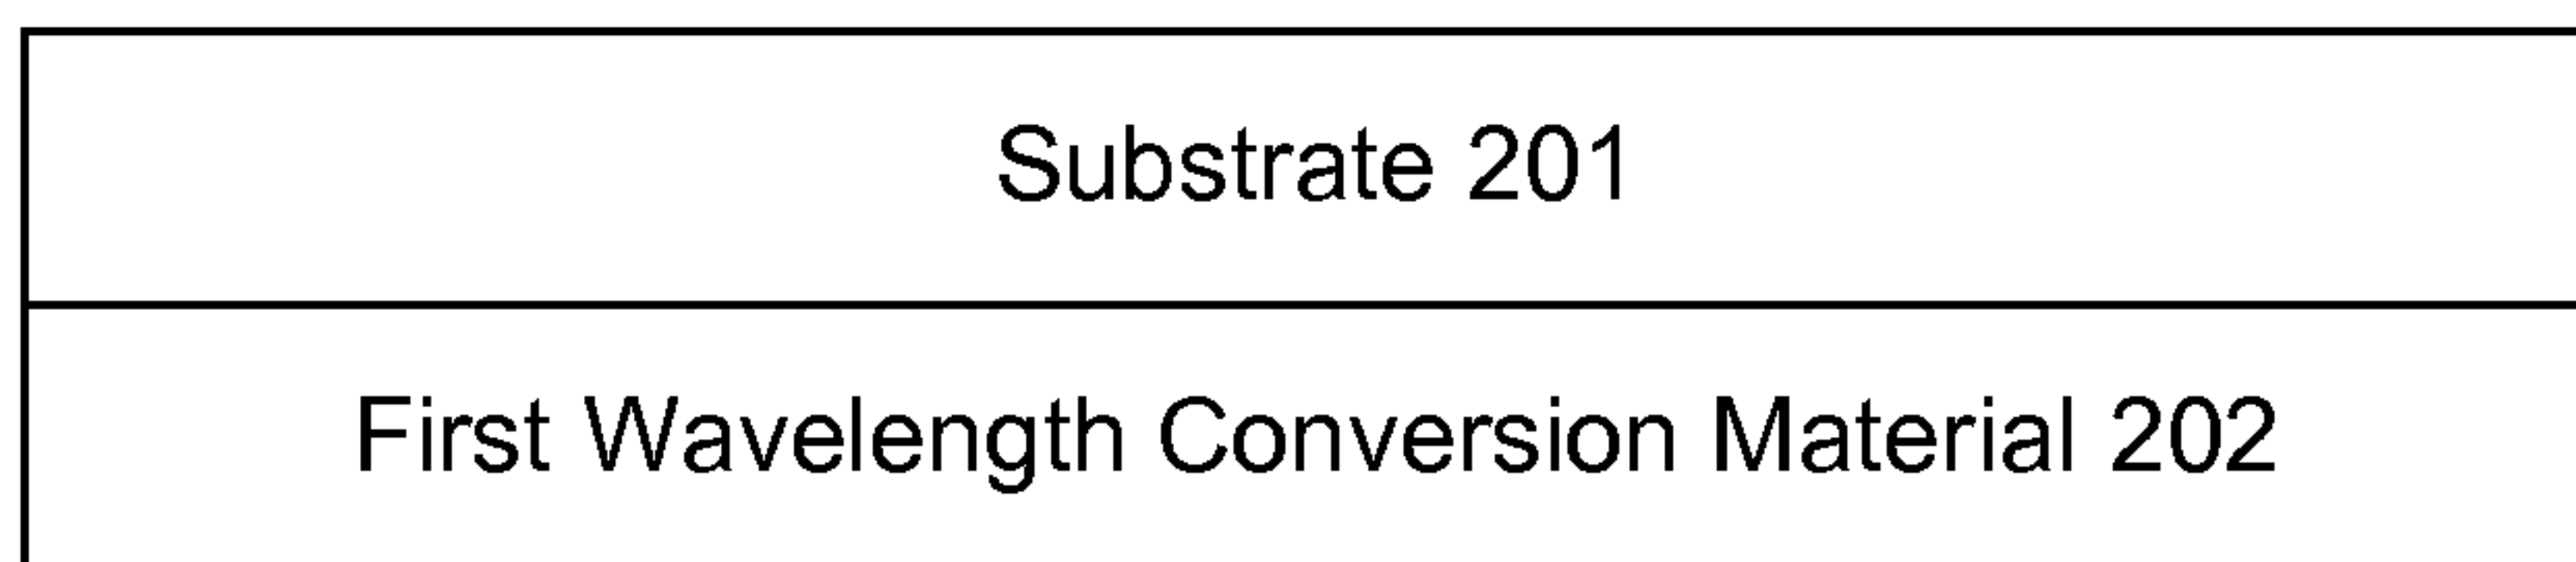 Substrate 201
First Wavelength Conversion Material 202